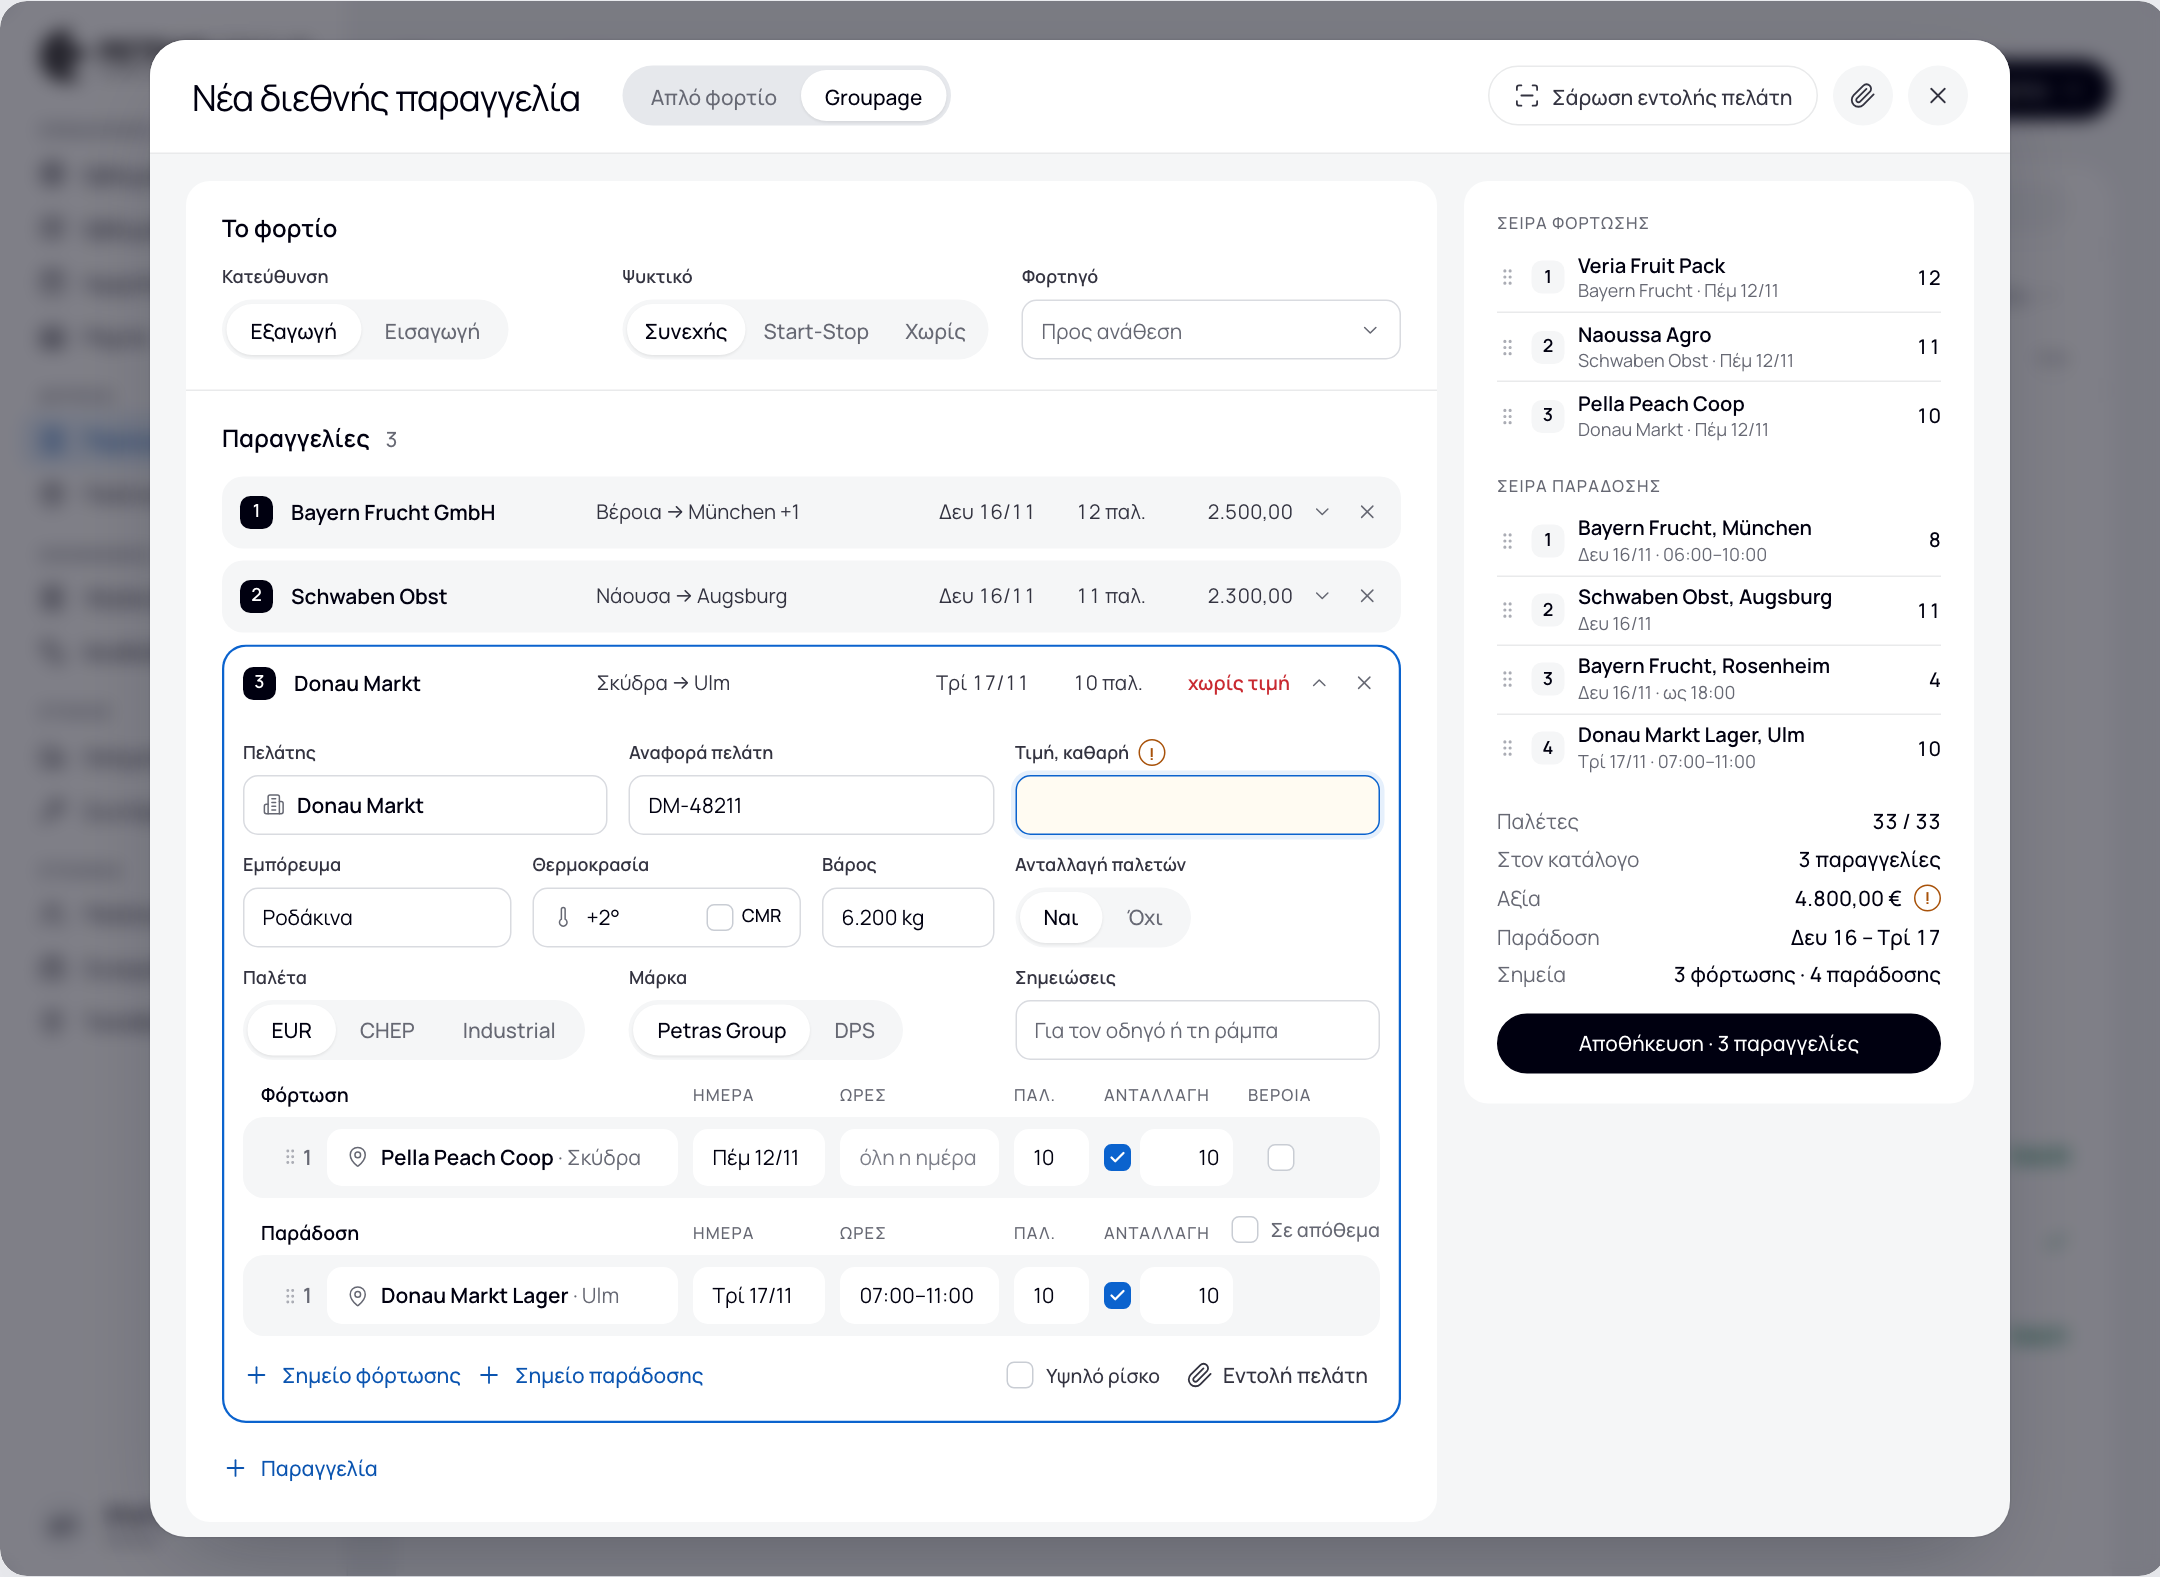 Νέα διεθνής παραγγελία
Απλό φορτίο Groupage
Σάρωση εντολής πελάτη
Το φορτίο
Κατεύθυνση Ψυκτικό Φορτηγό
Εξαγωγή Εισαγωγή Συνεχής Start-Stop Χωρίς Προς ανάθεση
Παραγγελίες 3
1 Bayern Frucht GmbH Βέροια → München +1 Δευ 16/11 12 παλ. 2.500,00
2 Schwaben Obst Νάουσα → Augsburg Δευ 16/11 11 παλ. 2.300,00
3 Donau Markt Σκύδρα → Ulm Τρί 17/11 10 παλ. χωρίς τιμή
Πελάτης Αναφορά πελάτη Τιμή, καθαρή
Donau Markt DM-48211
Εμπόρευμα Θερμοκρασία Βάρος Ανταλλαγή παλετών
Ροδάκινα +2° CMR 6.200 kg Ναι Όχι
Παλέτα Μάρκα Σημειώσεις
EUR CHEP Industrial Petras Group DPS Για τον οδηγό ή τη ράμπα
Φόρτωση ΗΜΕΡΑ ΩΡΕΣ ΠΑΛ. ΑΝΤΑΛΛΑΓΗ ΒΕΡΟΙΑ
1 Pella Peach Coop · Σκύδρα Πέμ 12/11 όλη η ημέρα 10 10
Παράδοση ΗΜΕΡΑ ΩΡΕΣ ΠΑΛ. ΑΝΤΑΛΛΑΓΗ Σε απόθεμα
1 Donau Markt Lager · Ulm Τρί 17/11 07:00–11:00 10 10
+ Σημείο φόρτωσης + Σημείο παράδοσης Υψηλό ρίσκο Εντολή πελάτη
+ Παραγγελία
ΣΕΙΡΑ ΦΟΡΤΩΣΗΣ
1 Veria Fruit Pack 12
Bayern Frucht · Πέμ 12/11
2 Naoussa Agro 11
Schwaben Obst · Πέμ 12/11
3 Pella Peach Coop 10
Donau Markt · Πέμ 12/11
ΣΕΙΡΑ ΠΑΡΑΔΟΣΗΣ
1 Bayern Frucht, München 8
Δευ 16/11 · 06:00–10:00
2 Schwaben Obst, Augsburg 11
Δευ 16/11
3 Bayern Frucht, Rosenheim 4
Δευ 16/11 · ως 18:00
4 Donau Markt Lager, Ulm 10
Τρί 17/11 · 07:00–11:00
Παλέτες 33 / 33
Στον κατάλογο 3 παραγγελίες
Αξία 4.800,00 €
Παράδοση Δευ 16 – Τρί 17
Σημεία 3 φόρτωσης · 4 παράδοσης
Αποθήκευση · 3 παραγγελίες